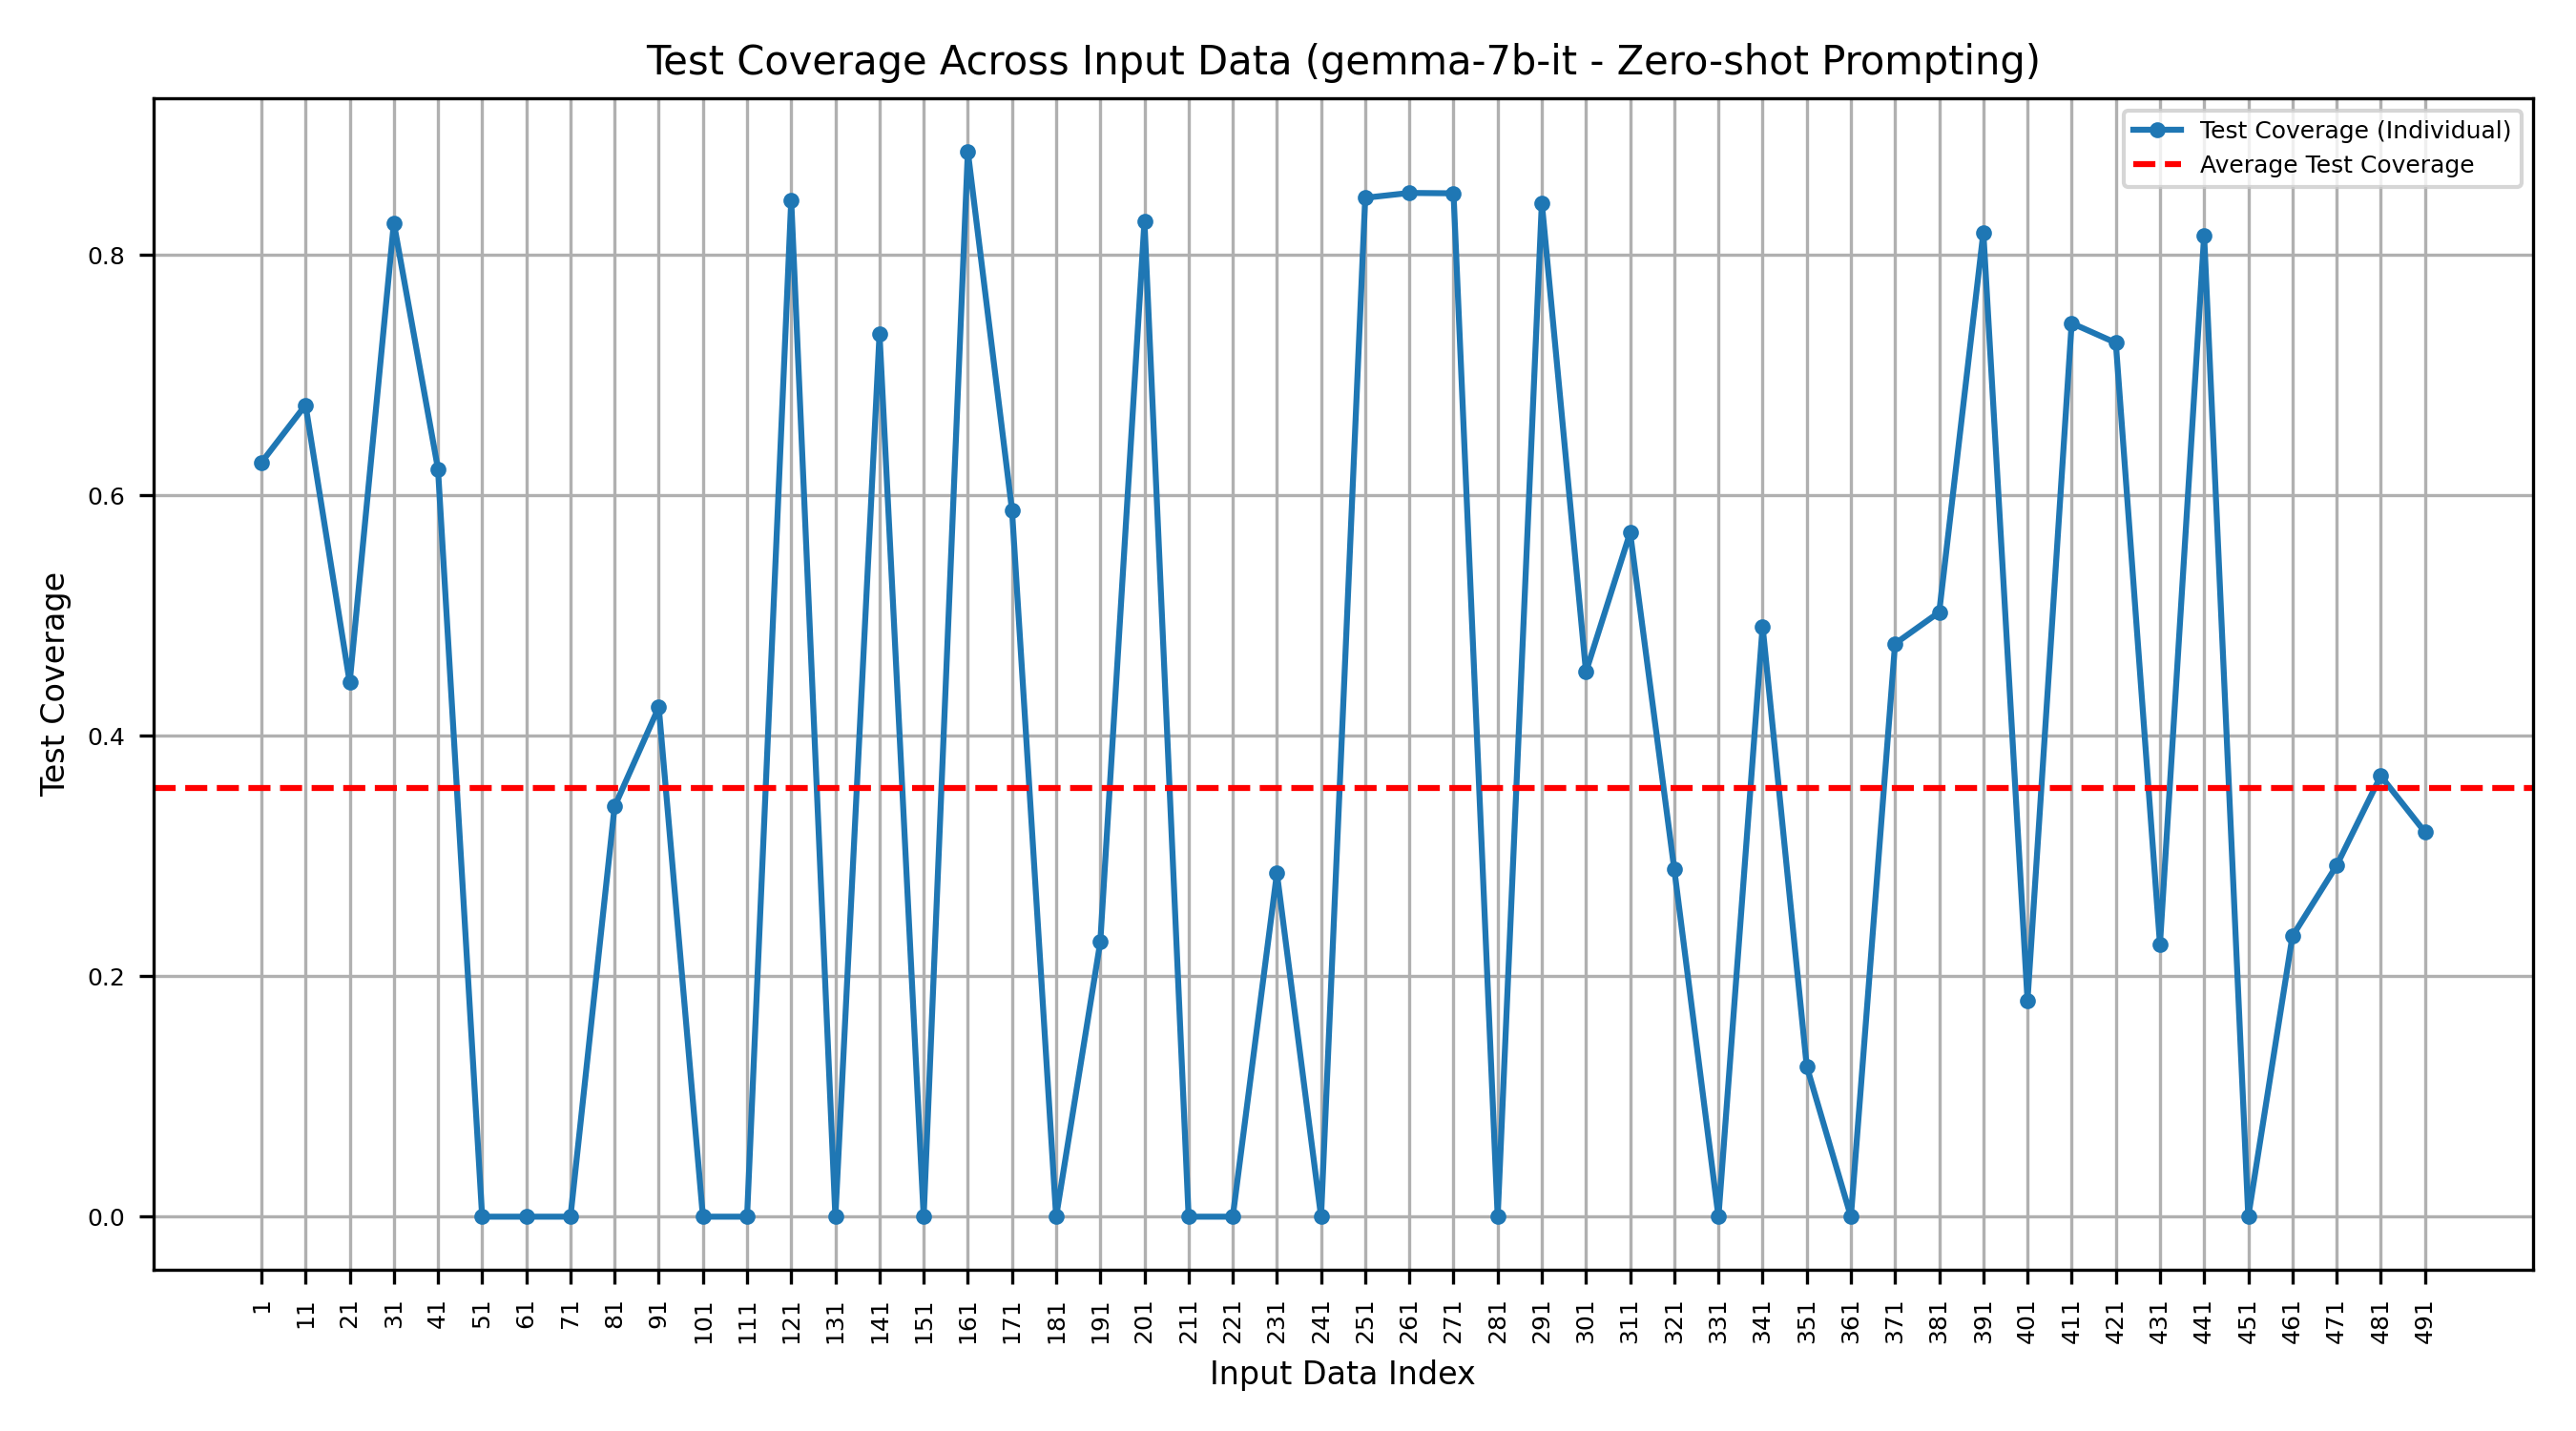 Test Coverage Across Input Data (gemma-7b-it - Zero-shot Prompting)
Test Coverage (Individual)
Average Test Coverage
Test Coverage
0.8
0.6
0.4
0.2
0.0
1 11 21 31 41 51 61 71 81 91 101 111 121 131 141 151 161 171 181 191 201 211 221 231 241 251 261 271 281 291 301 311 321 331 341 351 361 371 381 391 401 411 421 431 441 451 461 471 481 491
Input Data Index